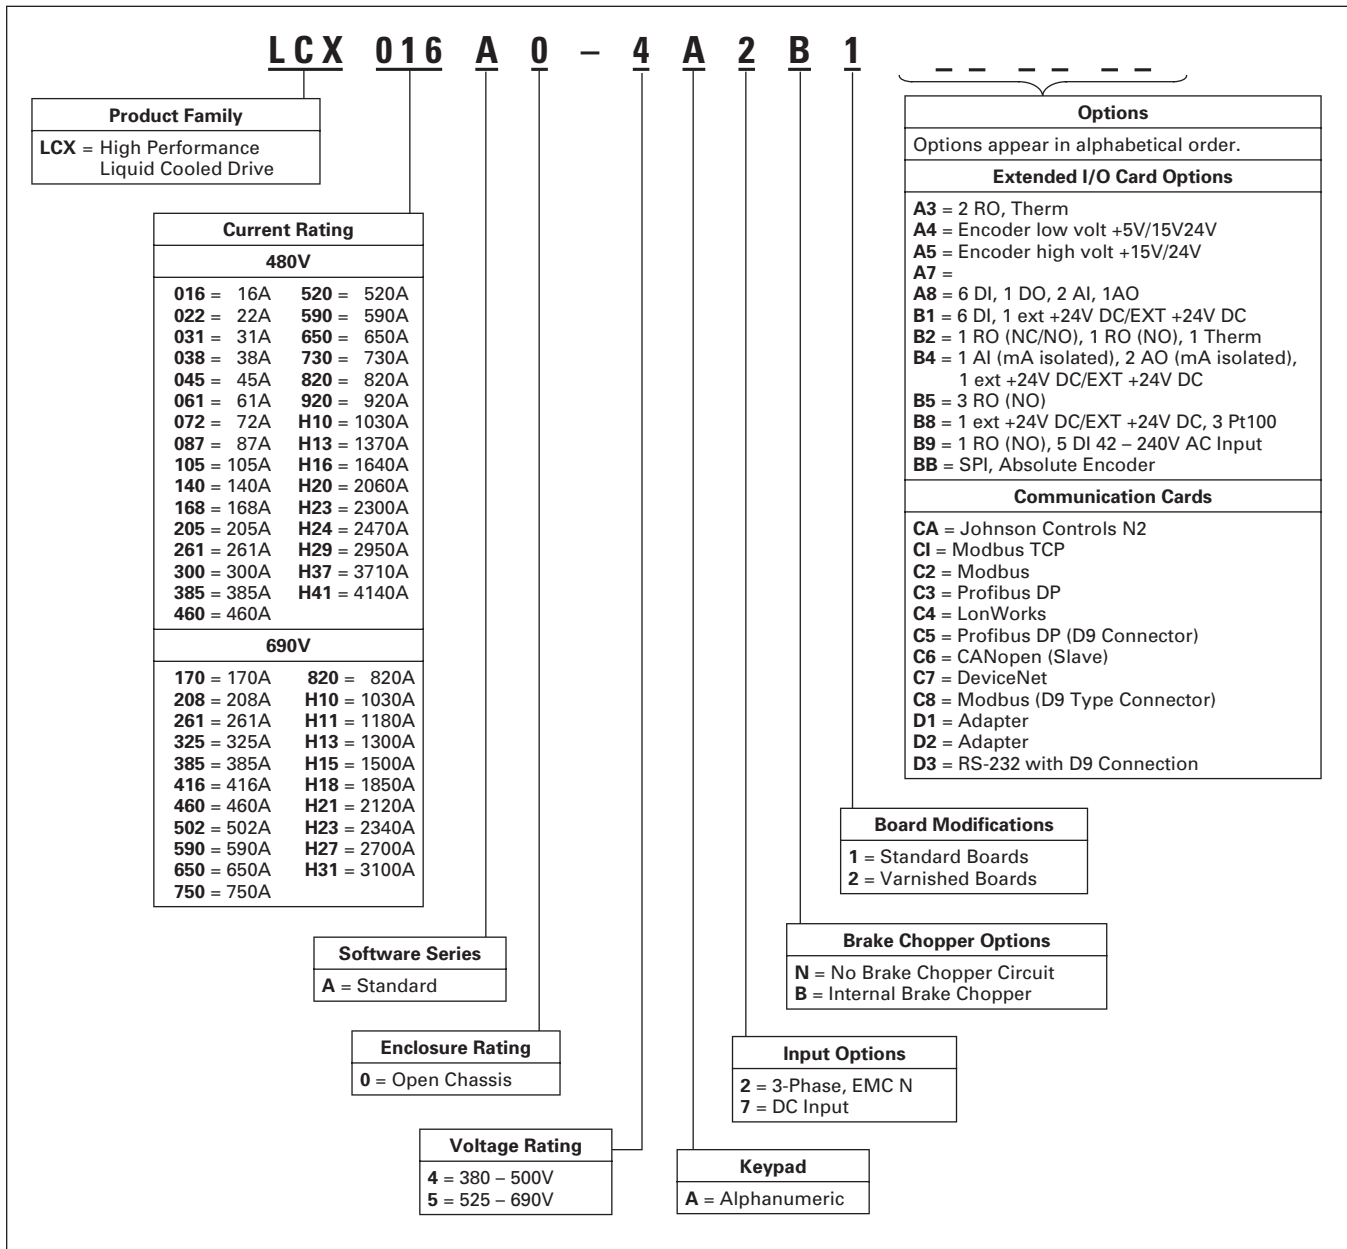 LCX 016 A 0 – 4 A 2 B 1 _ _ _ _ _ _
Product Family
LCX = High Performance
Liquid Cooled Drive
Current Rating
480V
016 = 16A 520 = 520A
022 = 22A 590 = 590A
031 = 31A 650 = 650A
038 = 38A 730 = 730A
045 = 45A 820 = 820A
061 = 61A 920 = 920A
072 = 72A H10 = 1030A
087 = 87A H13 = 1370A
105 = 105A H16 = 1640A
140 = 140A H20 = 2060A
168 = 168A H23 = 2300A
205 = 205A H24 = 2470A
261 = 261A H29 = 2950A
300 = 300A H37 = 3710A
385 = 385A H41 = 4140A
460 = 460A
690V
170 = 170A 820 = 820A
208 = 208A H10 = 1030A
261 = 261A H11 = 1180A
325 = 325A H13 = 1300A
385 = 385A H15 = 1500A
416 = 416A H18 = 1850A
460 = 460A H21 = 2120A
502 = 502A H23 = 2340A
590 = 590A H27 = 2700A
650 = 650A H31 = 3100A
750 = 750A
Software Series
A = Standard
Enclosure Rating
0 = Open Chassis
Voltage Rating
4 = 380 – 500V
5 = 525 – 690V
Keypad
A = Alphanumeric
Input Options
2 = 3-Phase, EMC N
7 = DC Input
Brake Chopper Options
N = No Brake Chopper Circuit
B = Internal Brake Chopper
Board Modifications
1 = Standard Boards
2 = Varnished Boards
Options
Options appear in alphabetical order.
Extended I/O Card Options
A3 = 2 RO, Therm
A4 = Encoder low volt +5V/15V24V
A5 = Encoder high volt +15V/24V
A7 =
A8 = 6 DI, 1 DO, 2 AI, 1AO
B1 = 6 DI, 1 ext +24V DC/EXT +24V DC
B2 = 1 RO (NC/NO), 1 RO (NO), 1 Therm
B4 = 1 AI (mA isolated), 2 AO (mA isolated),
1 ext +24V DC/EXT +24V DC
B5 = 3 RO (NO)
B8 = 1 ext +24V DC/EXT +24V DC, 3 Pt100
B9 = 1 RO (NO), 5 DI 42 – 240V AC Input
BB = SPI, Absolute Encoder
Communication Cards
CA = Johnson Controls N2
CI = Modbus TCP
C2 = Modbus
C3 = Profibus DP
C4 = LonWorks
C5 = Profibus DP (D9 Connector)
C6 = CANopen (Slave)
C7 = DeviceNet
C8 = Modbus (D9 Type Connector)
D1 = Adapter
D2 = Adapter
D3 = RS-232 with D9 Connection